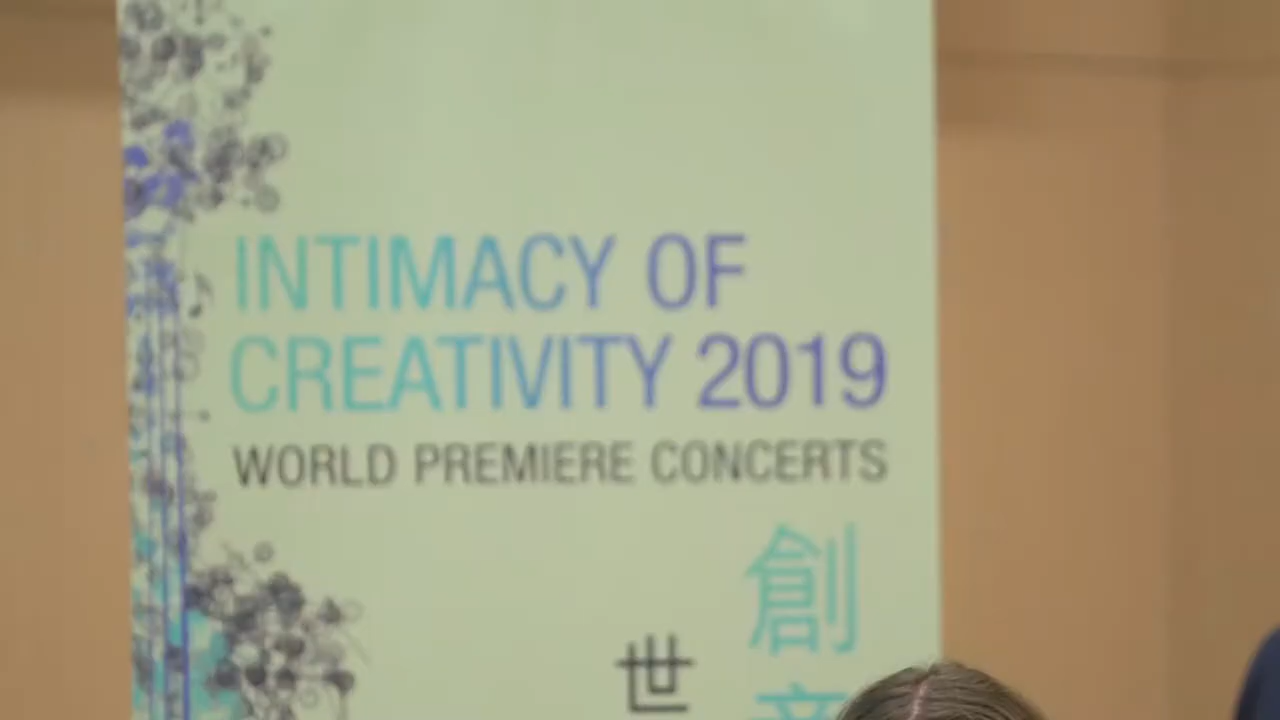 INTIMACY OF
CREATIVITY 2019
WORLD PREMIERE CONCERTS
創
世